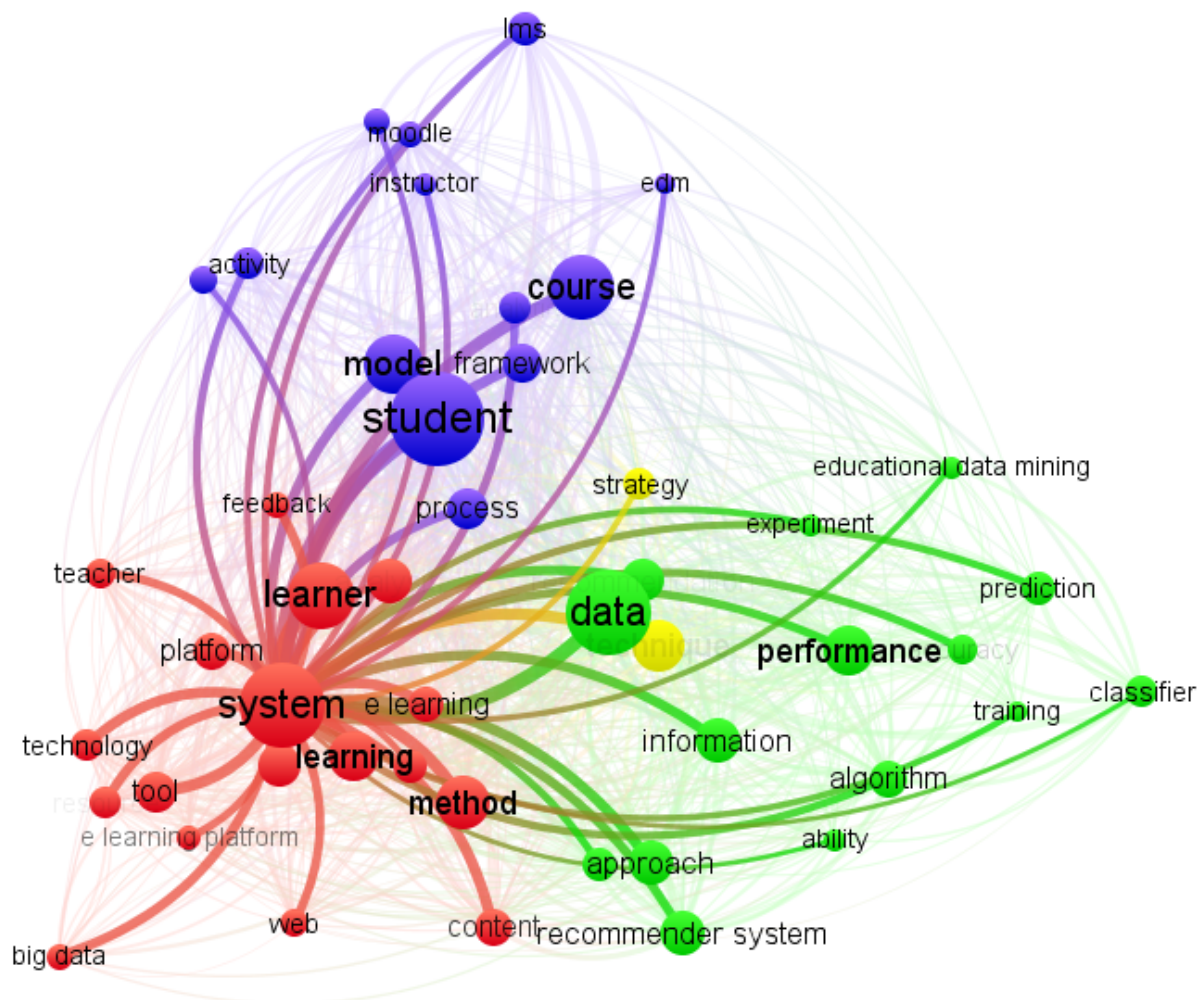 lms
moodle
instructor
edm
activity
course
model
framework
student
educational data mining
strategy
feedback
process
experiment
teacher
prediction
learner
data
technique
platform
performance
classifier
system
e learning
training
technology
information
learning
algorithm
tool
method
e learning platform
ability
approach
web
content
recommender system
big data